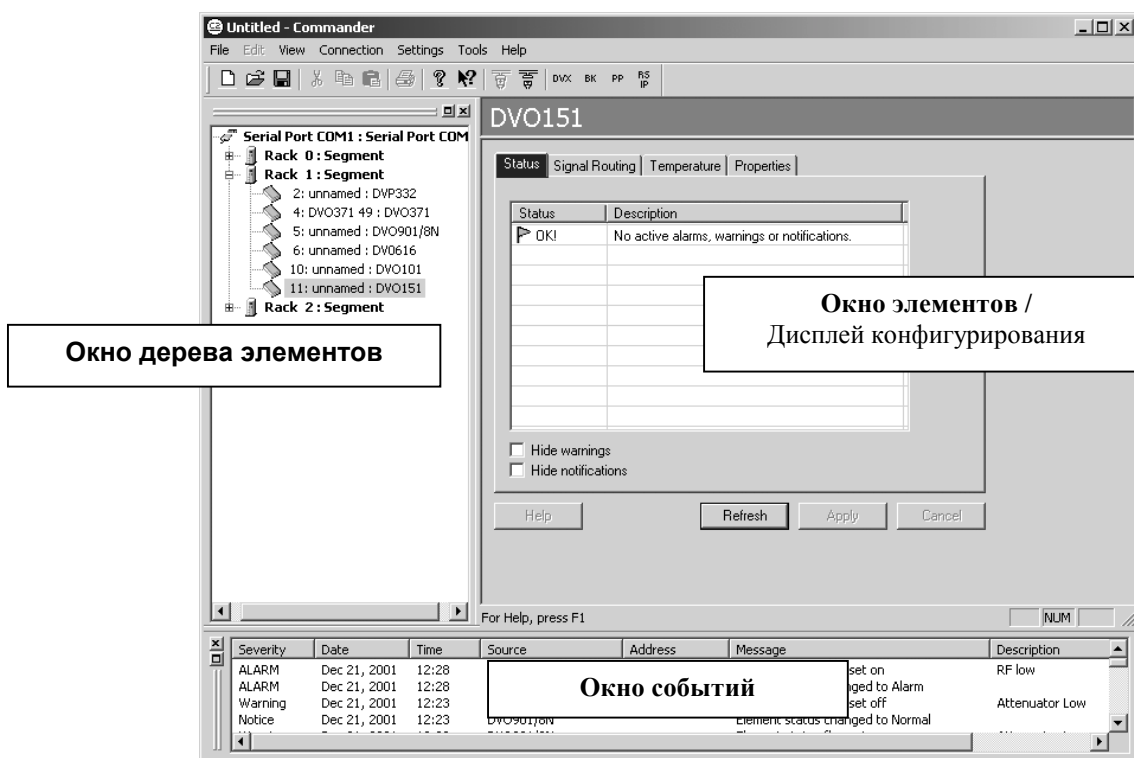 Untitled - Commander
File Edit View Connection Settings Tools Help
DVX BK PP RS IP
Serial Port COM1 : Serial Port COM
Rack 0 : Segment
Rack 1 : Segment
2: unnamed : DVP332
4: DVO371 49 : DVO371
5: unnamed : DVO901/8N
6: unnamed : DV0616
10: unnamed : DVO101
11: unnamed : DVO151
Rack 2 : Segment
Окно дерева элементов
DVO151
Status Signal Routing Temperature Properties
Status Description
OK! No active alarms, warnings or notifications.
Окно элементов /
Дисплей конфигурирования
Hide warnings
Hide notifications
Help Refresh Apply Cancel
For Help, press F1 NUM
Severity Date Time Source Address Message Description
ALARM Dec 21, 2001 12:28 set on RF low
ALARM Dec 21, 2001 12:28 Alarm
Warning Dec 21, 2001 12:23 set off Attenuator Low
Notice Dec 21, 2001 12:23 DVO901/8N Element status changed to Normal
Окно событий